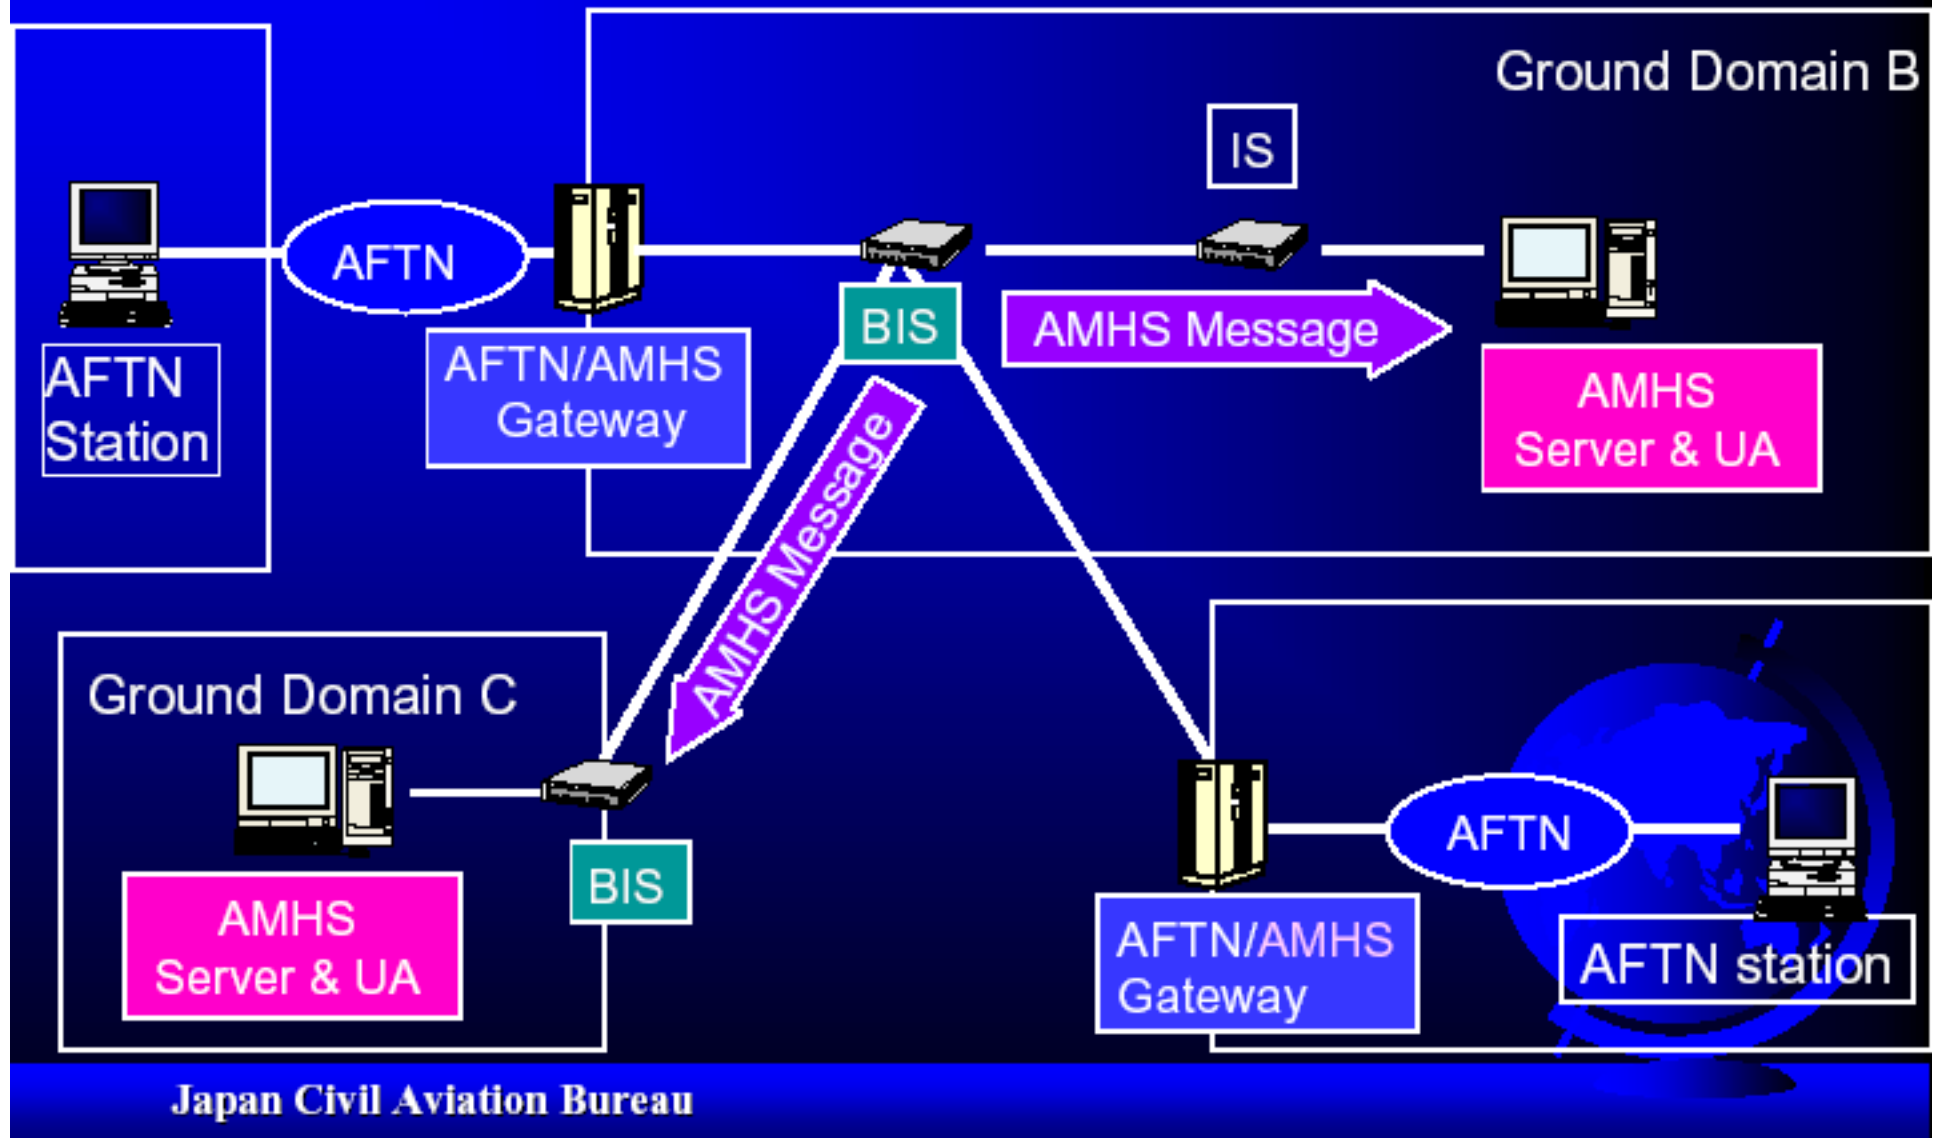 Ground Domain B
IS
AFTN
BIS
AMHS Message
AFTN
Station
AFTN/AMHS
Gateway
AMHS
Server & UA
AMHS Message
Ground Domain C
BIS
AMHS
Server & UA
AFTN
AFTN/AMHS
Gateway
AFTN station
Japan Civil Aviation Bureau